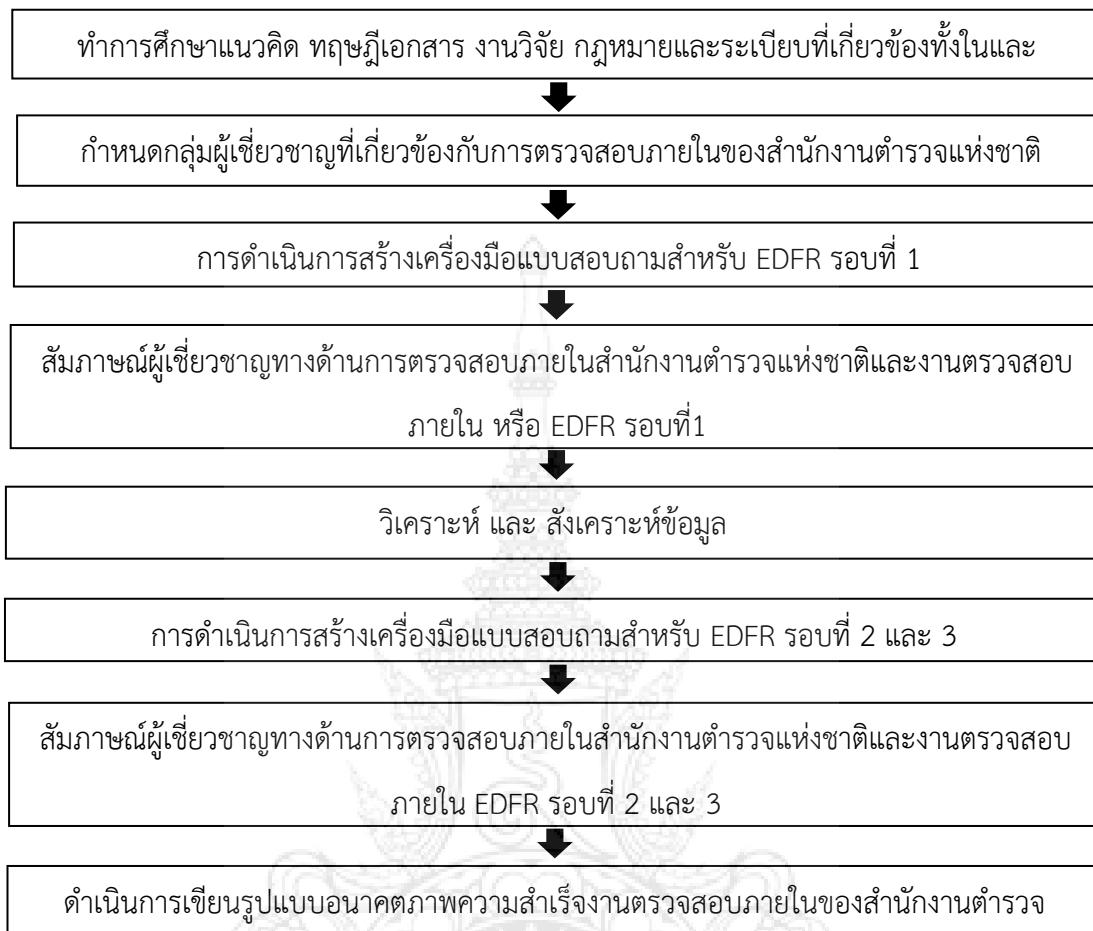 ทำการศึกษาแนวคิด ทฤษฎีเอกสาร งานวิจัย กฎหมายและระเบียบที่เกี่ยวข้องทั้งในและ
กำหนดกลุ่มผู้เชี่ยวชาญที่เกี่ยวข้องกับการตรวจสอบภายในของสำนักงานตำรวจแห่งชาติ
การดำเนินการสร้างเครื่องมือแบบสอบถามสำหรับ EDFR รอบที่ 1
สัมภาษณ์ผู้เชี่ยวชาญทางด้านการตรวจสอบภายในสำนักงานตำรวจแห่งชาติและงานตรวจสอบ
ภายใน หรือ EDFR รอบที่1
วิเคราะห์ และ สังเคราะห์ข้อมูล
การดำเนินการสร้างเครื่องมือแบบสอบถามสำหรับ EDFR รอบที่ 2 และ 3
สัมภาษณ์ผู้เชี่ยวชาญทางด้านการตรวจสอบภายในสำนักงานตำรวจแห่งชาติและงานตรวจสอบ
ภายใน EDFR รอบที่ 2 และ 3
ดำเนินการเขียนรูปแบบอนาคตภาพความสำเร็จงานตรวจสอบภายในของสำนักงานตำรวจ